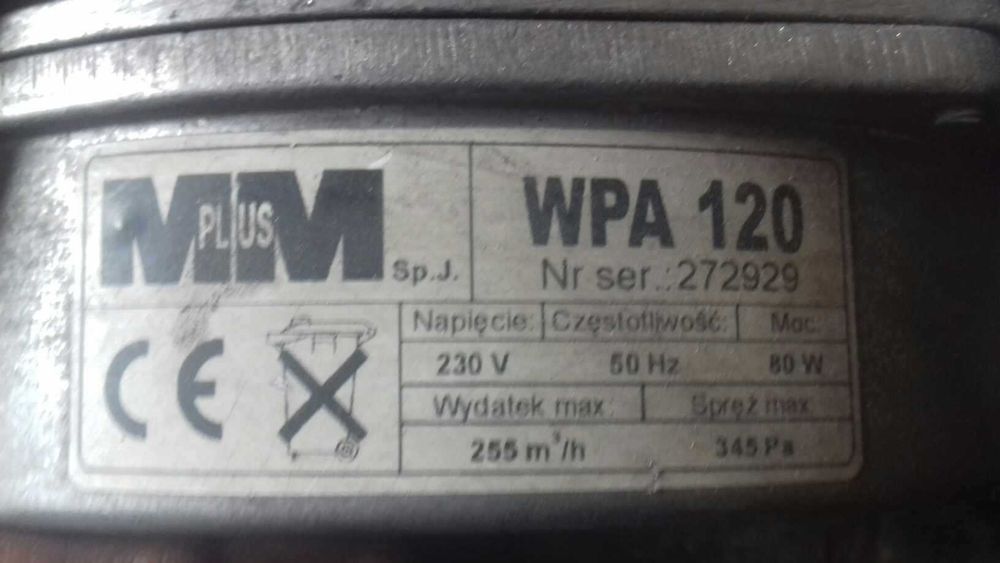 MPLUSM Sp.J.
WPA 120
Nr ser.:272929
CE
Napięcie: Częstotliwość: Moc:
230 V 50 Hz 80 W
Wydatek max: Spręż max:
255 m³/h 345 Pa